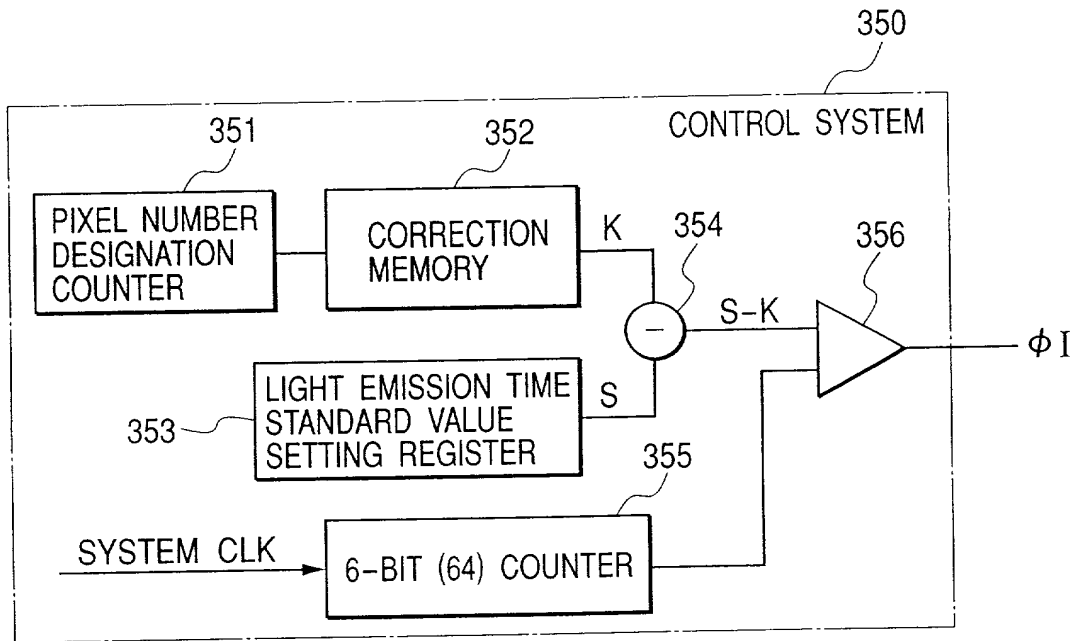 350
CONTROL SYSTEM
351
352
PIXEL NUMBER
DESIGNATION
COUNTER
CORRECTION
MEMORY
K
354
356
−
S−K
ϕI
LIGHT EMISSION TIME
STANDARD VALUE
SETTING REGISTER
S
353
355
SYSTEM CLK
6−BIT (64) COUNTER